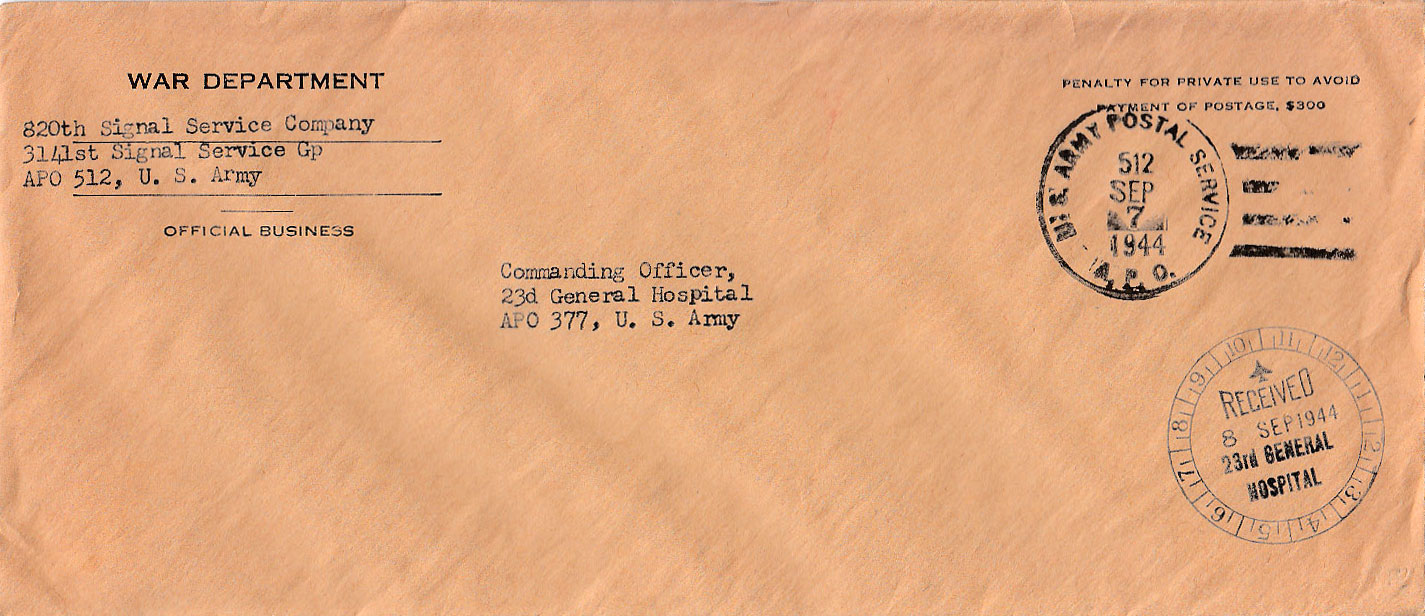 WAR DEPARTMENT
820th Signal Service Company
3141st Signal Service Gp
APO 512, U. S. Army
OFFICIAL BUSINESS
PENALTY FOR PRIVATE USE TO AVOID
PAYMENT OF POSTAGE, $300
U. S. ARMY POSTAL SERVICE
512
SEP
7
1944
A. P. O.
Commanding Officer,
23d General Hospital
APO 377, U. S. Army
10 11 12 1 2 3 4 5 6 7 8 9
RECEIVED
8 SEP 1944
23rd GENERAL
HOSPITAL